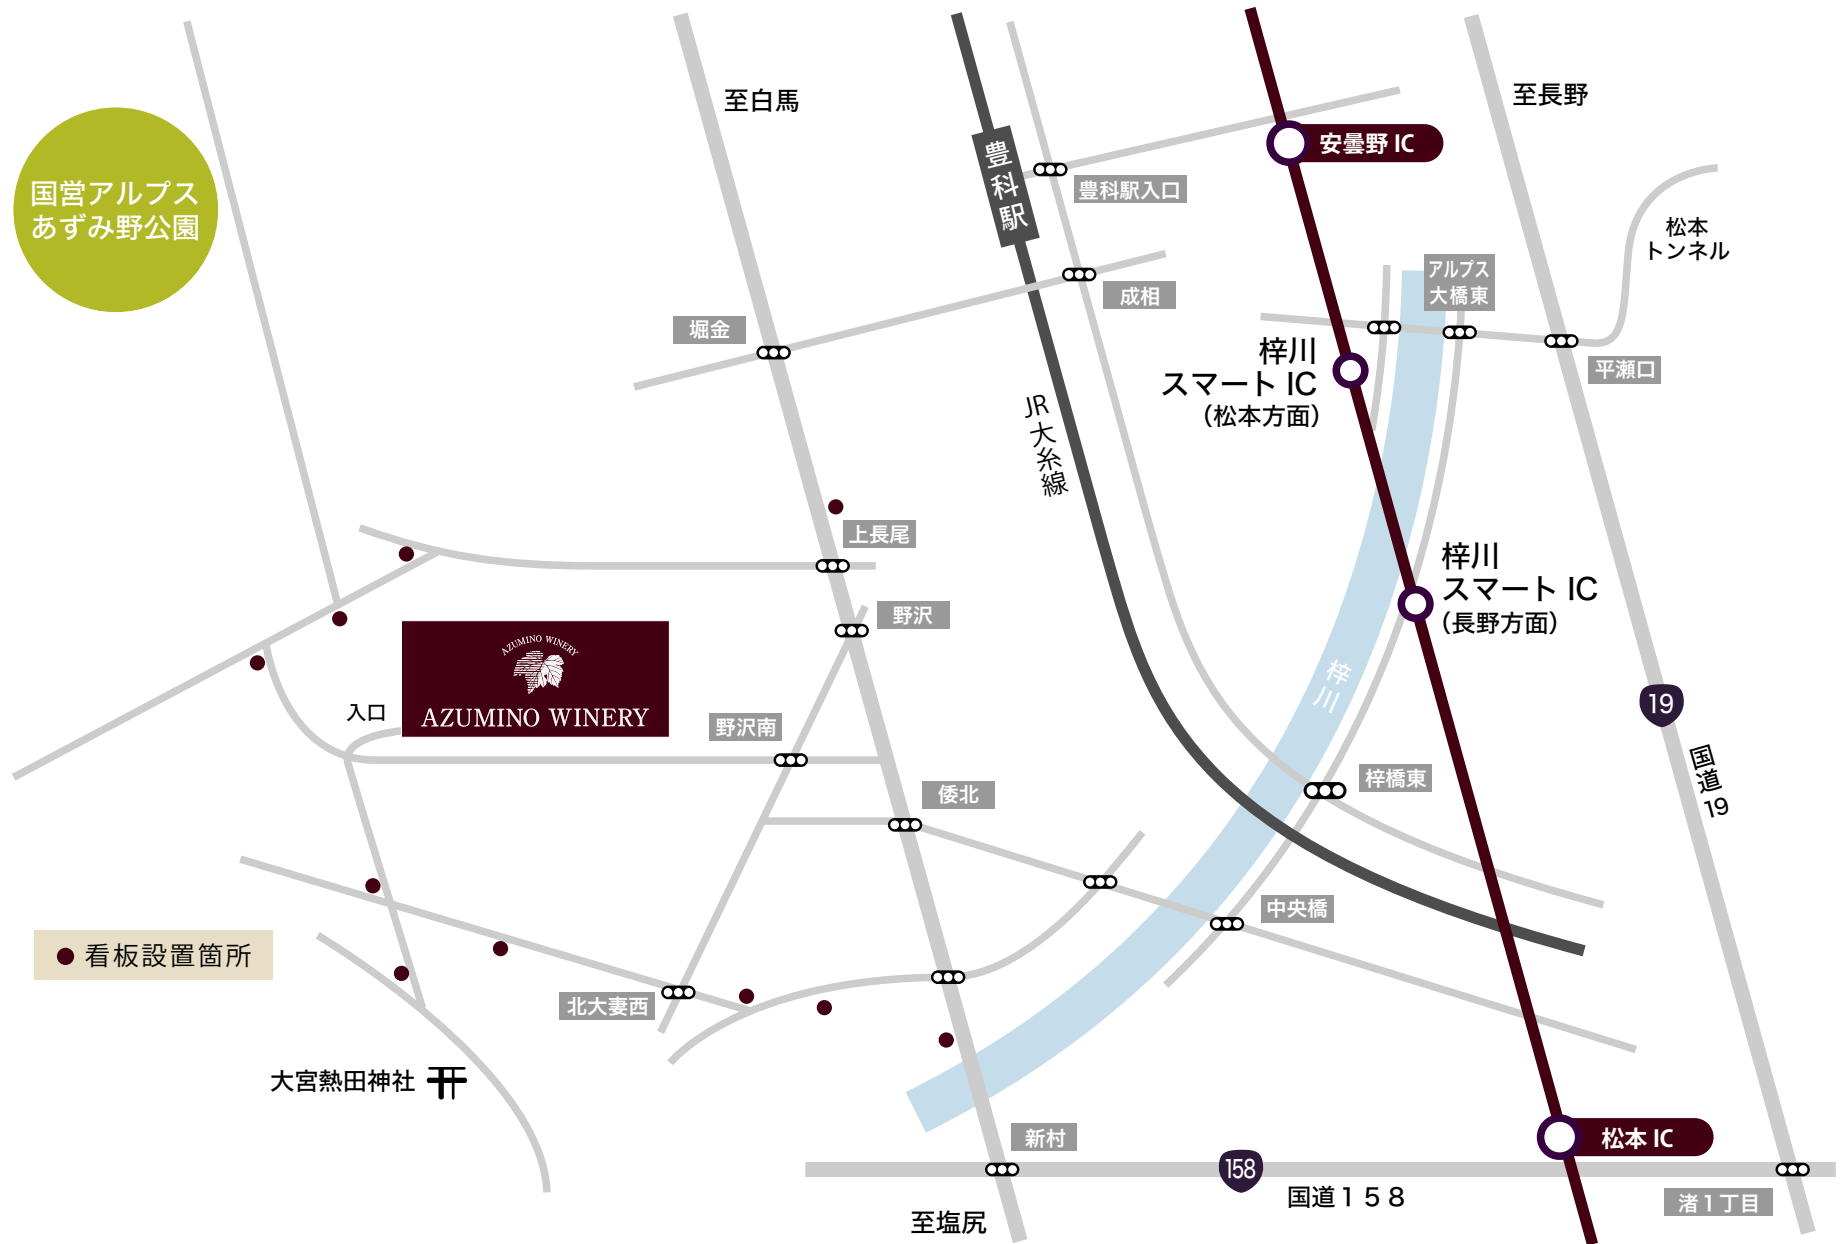 至白馬
至長野
安曇野 IC
国営アルプス
あずみ野公園
豊科駅
豊科駅入口
松本
トンネル
アルプス
大橋東
成相
堀金
梓川
スマート IC
（松本方面）
平瀬口
JR大糸線
上長尾
梓川
スマート IC
（長野方面）
野沢
AZUMINO WINERY
AZUMINO WINERY
入口
野沢南
梓川
19
国道19
梓橋東
倭北
中央橋
看板設置箇所
北大妻西
大宮熱田神社
新村
松本 IC
158
国道１５８
渚１丁目
至塩尻